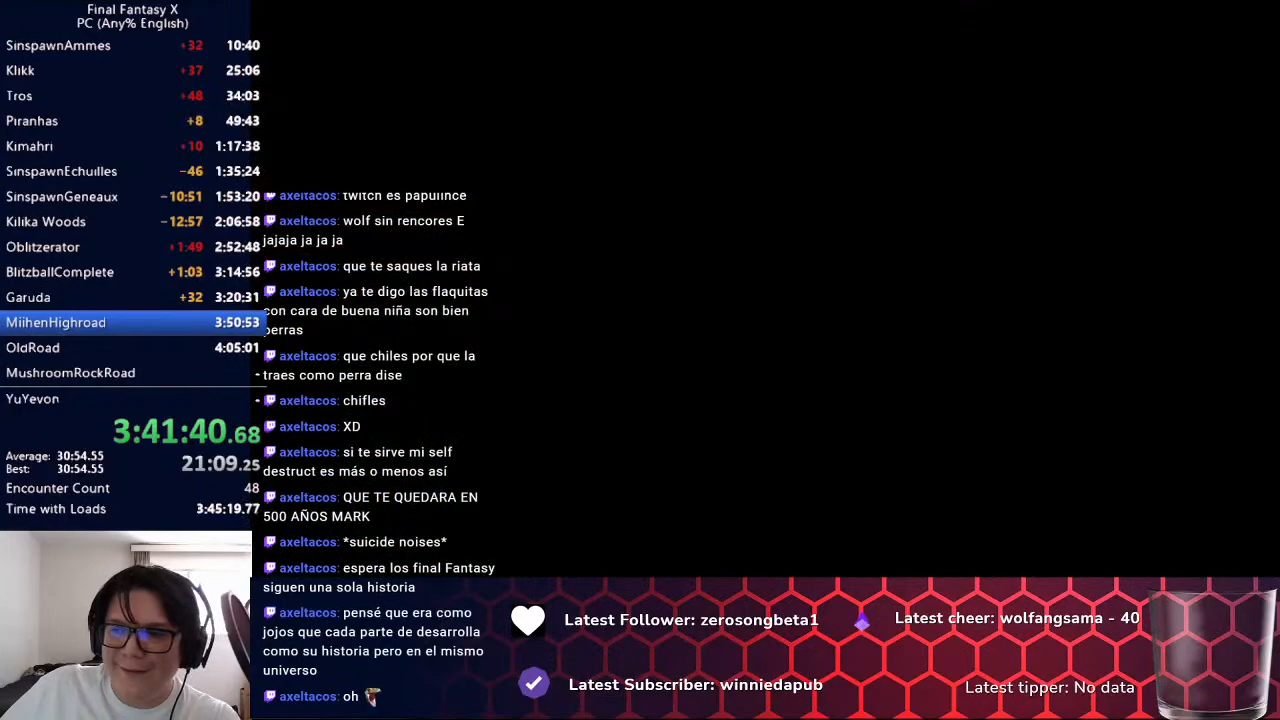 Final Fantasy X
PC (Any% English)
SinspawnAmmes +32 10:40
Klikk +37 25:06
Tros +48 34:03
Piranhas +8 49:43
Kimahri +10 1:17:38
SinspawnEchuilles −46 1:35:24
SinspawnGeneaux −10:51 1:53:20
Kilika Woods −12:57 2:06:58
Oblitzerator +1:49 2:52:48
BlitzballComplete +1:03 3:14:56
Garuda +32 3:20:31
MiihenHighroad 3:50:53
OldRoad 4:05:01
MushroomRockRoad -
YuYevon -
3:41:40.68
Average: 30:54.55
Best: 30:54.55
21:09.25
Encounter Count 48
Time with Loads 3:45:19.77
axeltacos: twitch es papulince
axeltacos: wolf sin rencores E
jajaja ja ja ja
axeltacos: que te saques la riata
axeltacos: ya te digo las flaquitas
con cara de buena niña son bien
perras
axeltacos: que chiles por que la
traes como perra dise
axeltacos: chifles
axeltacos: XD
axeltacos: si te sirve mi self
destruct es más o menos así
axeltacos: QUE TE QUEDARA EN
500 AÑOS MARK
axeltacos: *suicide noises*
axeltacos: espera los final Fantasy
siguen una sola historia
axeltacos: pensé que era como
jojos que cada parte de desarrolla
como su historia pero en el mismo
universo
axeltacos: oh
Latest Follower: zerosongbeta1
Latest cheer: wolfangsama - 40
Latest Subscriber: winniedapub
Latest tipper: No data